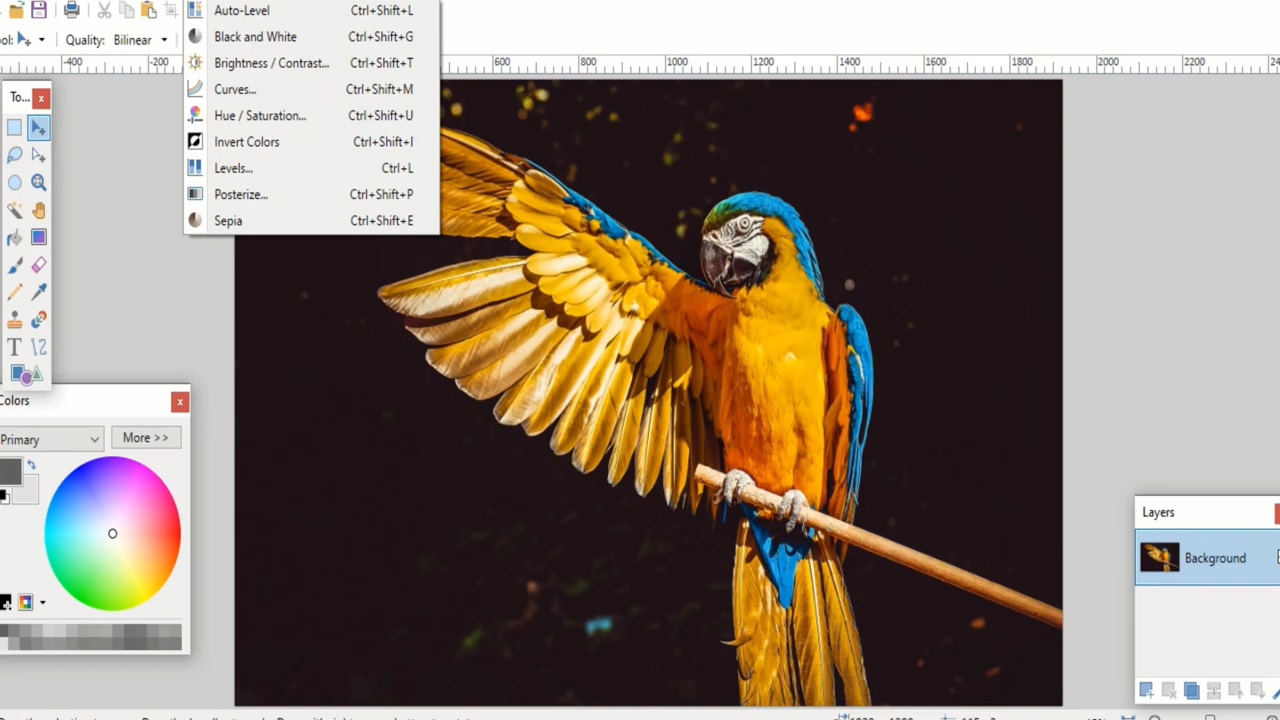 Auto-Level Ctrl+Shift+L
Black and White Ctrl+Shift+G
Quality: Bilinear
Brightness / Contrast... Ctrl+Shift+T
-400 -200 600 800 1000 1200 1400 1600 1800 2000 2200
Curves... Ctrl+Shift+M
To... x
Hue / Saturation... Ctrl+Shift+U
Invert Colors Ctrl+Shift+I
Levels... Ctrl+L
Posterize... Ctrl+Shift+P
Sepia Ctrl+Shift+E
T
Colors x
Primary More >>
Layers
Background